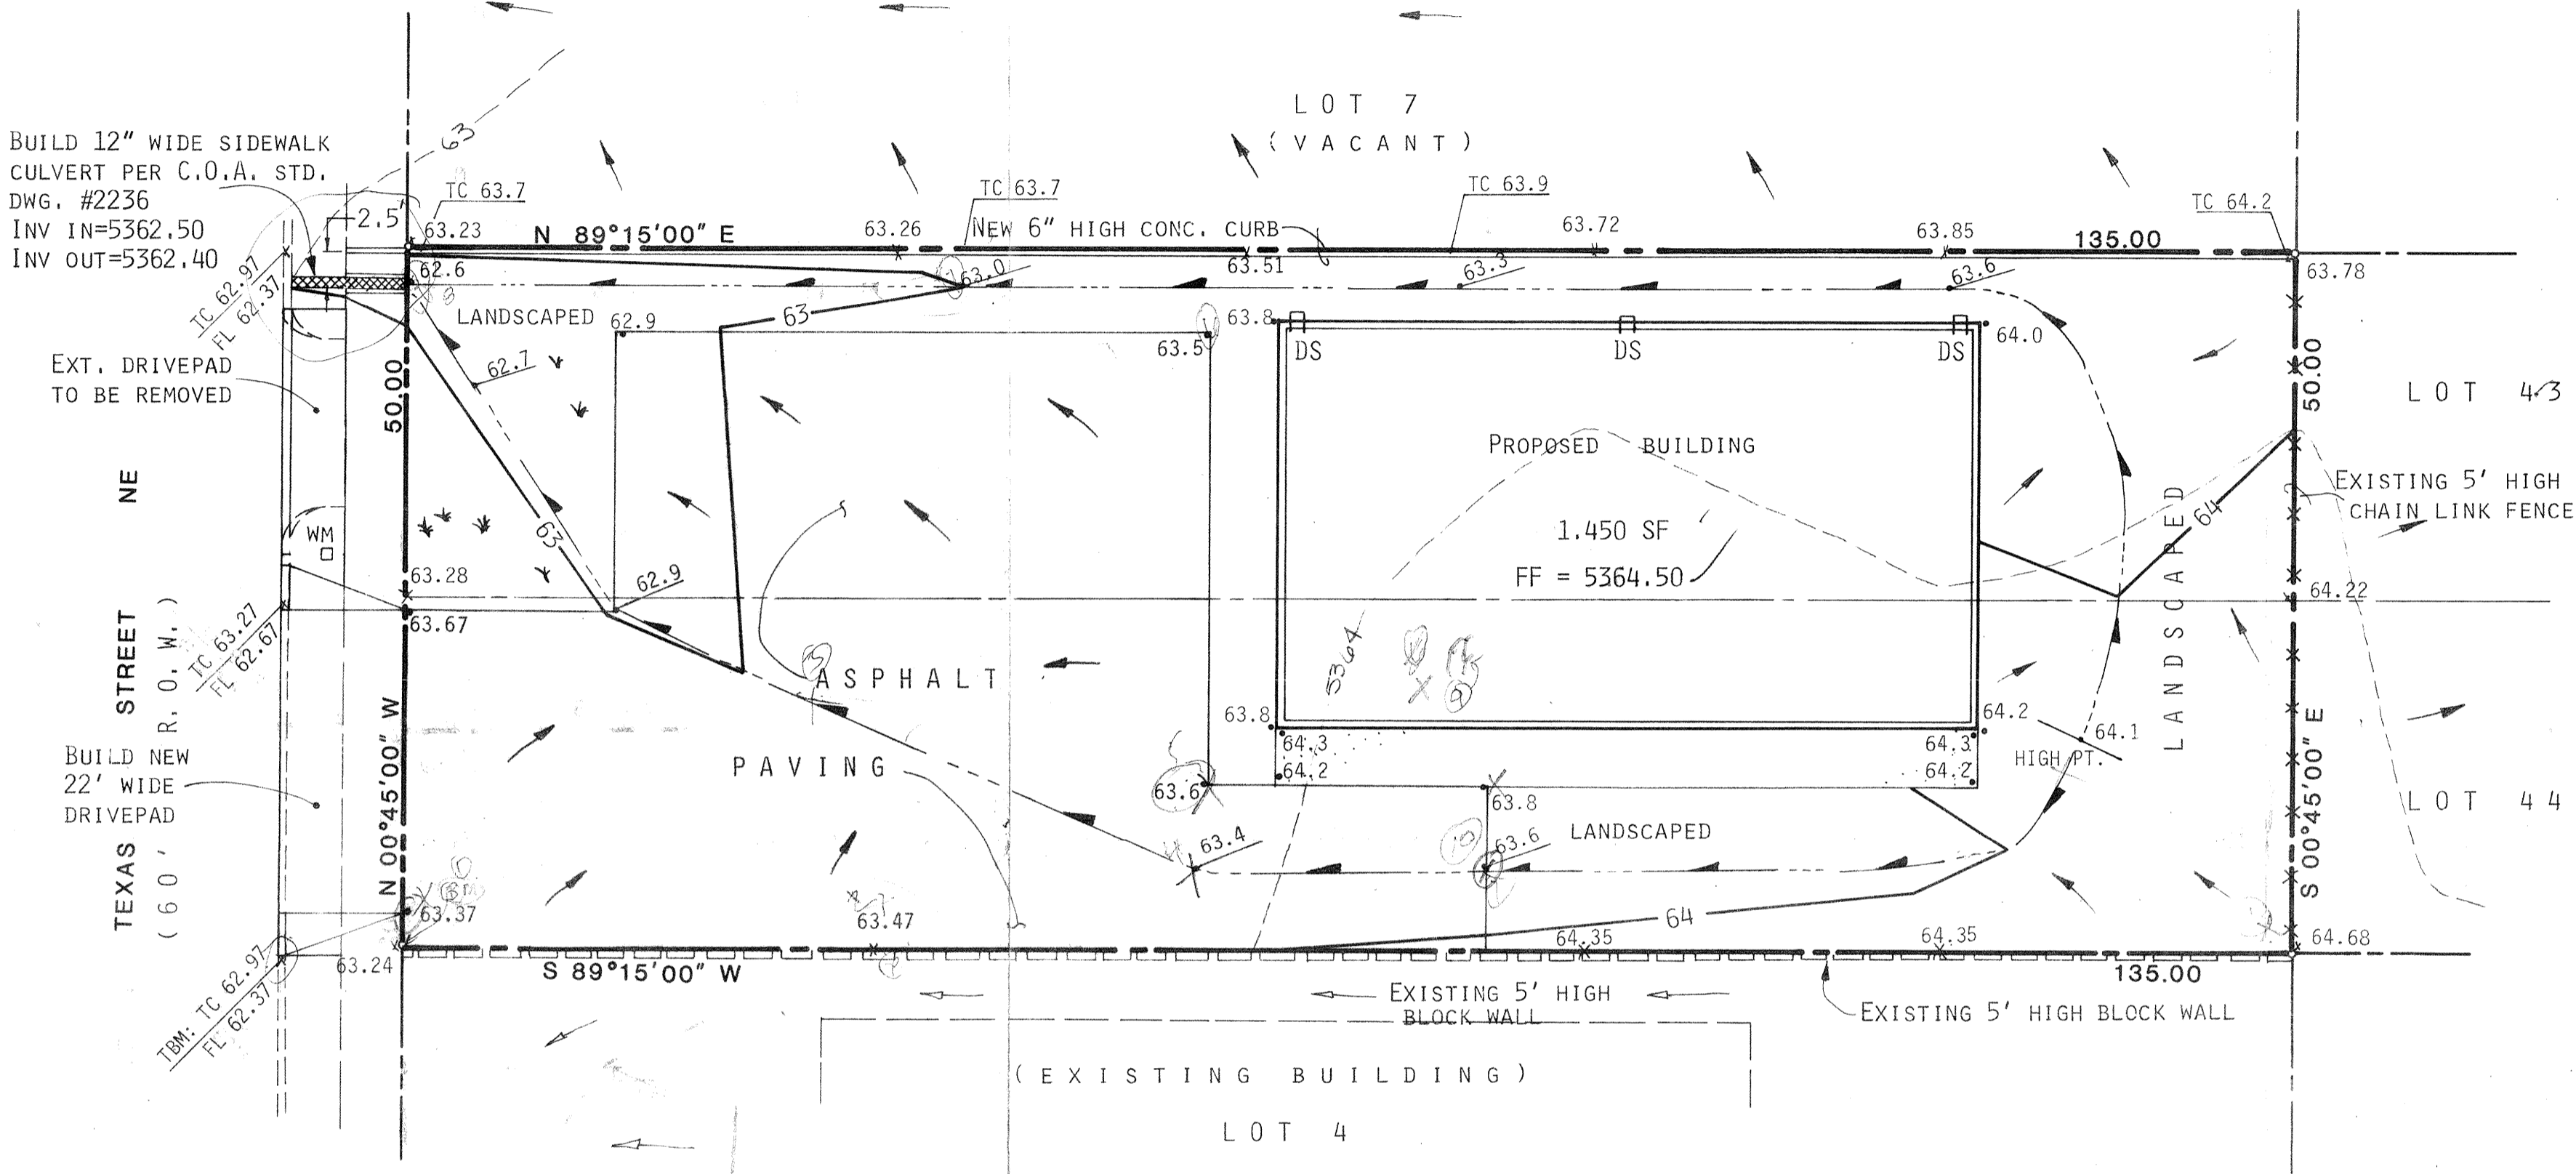 LOT 7
(VACANT)
BUILD 12" WIDE SIDEWALK
CULVERT PER C.O.A. STD.
DWG. #2236
INV IN=5362.50
INV OUT=5362.40
63
2.5'
TC 63.7
63.23
N 89°15'00" E
63.26
TC 63.7
NEW 6" HIGH CONC. CURB
TC 63.9
63.72
63.85
135.00
TC 64.2
63.78
TC 62.97
FL 62.37
62.6
63.0
63.51
63.3
63.6
LANDSCAPED
62.9
63
63.5
63.8
DS
DS
DS
64.0
62.7
EXT. DRIVEPAD
TO BE REMOVED
50.00
50.00
LOT 43
PROPOSED BUILDING
1.450 SF
FF = 5364.50
EXISTING 5' HIGH
CHAIN LINK FENCE
64
LANDSCAPED
WM
63
63.28
62.9
63.67
64.22
TC 63.27
FL 62.67
TEXAS STREET NE
(60' R.O.W.)
N 00°45'00" W
ASPHALT
PAVING
5364
9
63.8
64.3
64.2
64.2
64.3
64.2
64.1
HIGH PT.
BUILD NEW
22' WIDE
DRIVEPAD
63.6
63.8
63.4
10
63.6
LANDSCAPED
S 00°45'00" E
LOT 44
63.37
BM
63.47
64
64.35
64.35
64.68
63.24
TBM: TC 62.97
FL 62.37
S 89°15'00" W
135.00
EXISTING 5' HIGH
BLOCK WALL
EXISTING 5' HIGH BLOCK WALL
(EXISTING BUILDING)
LOT 4